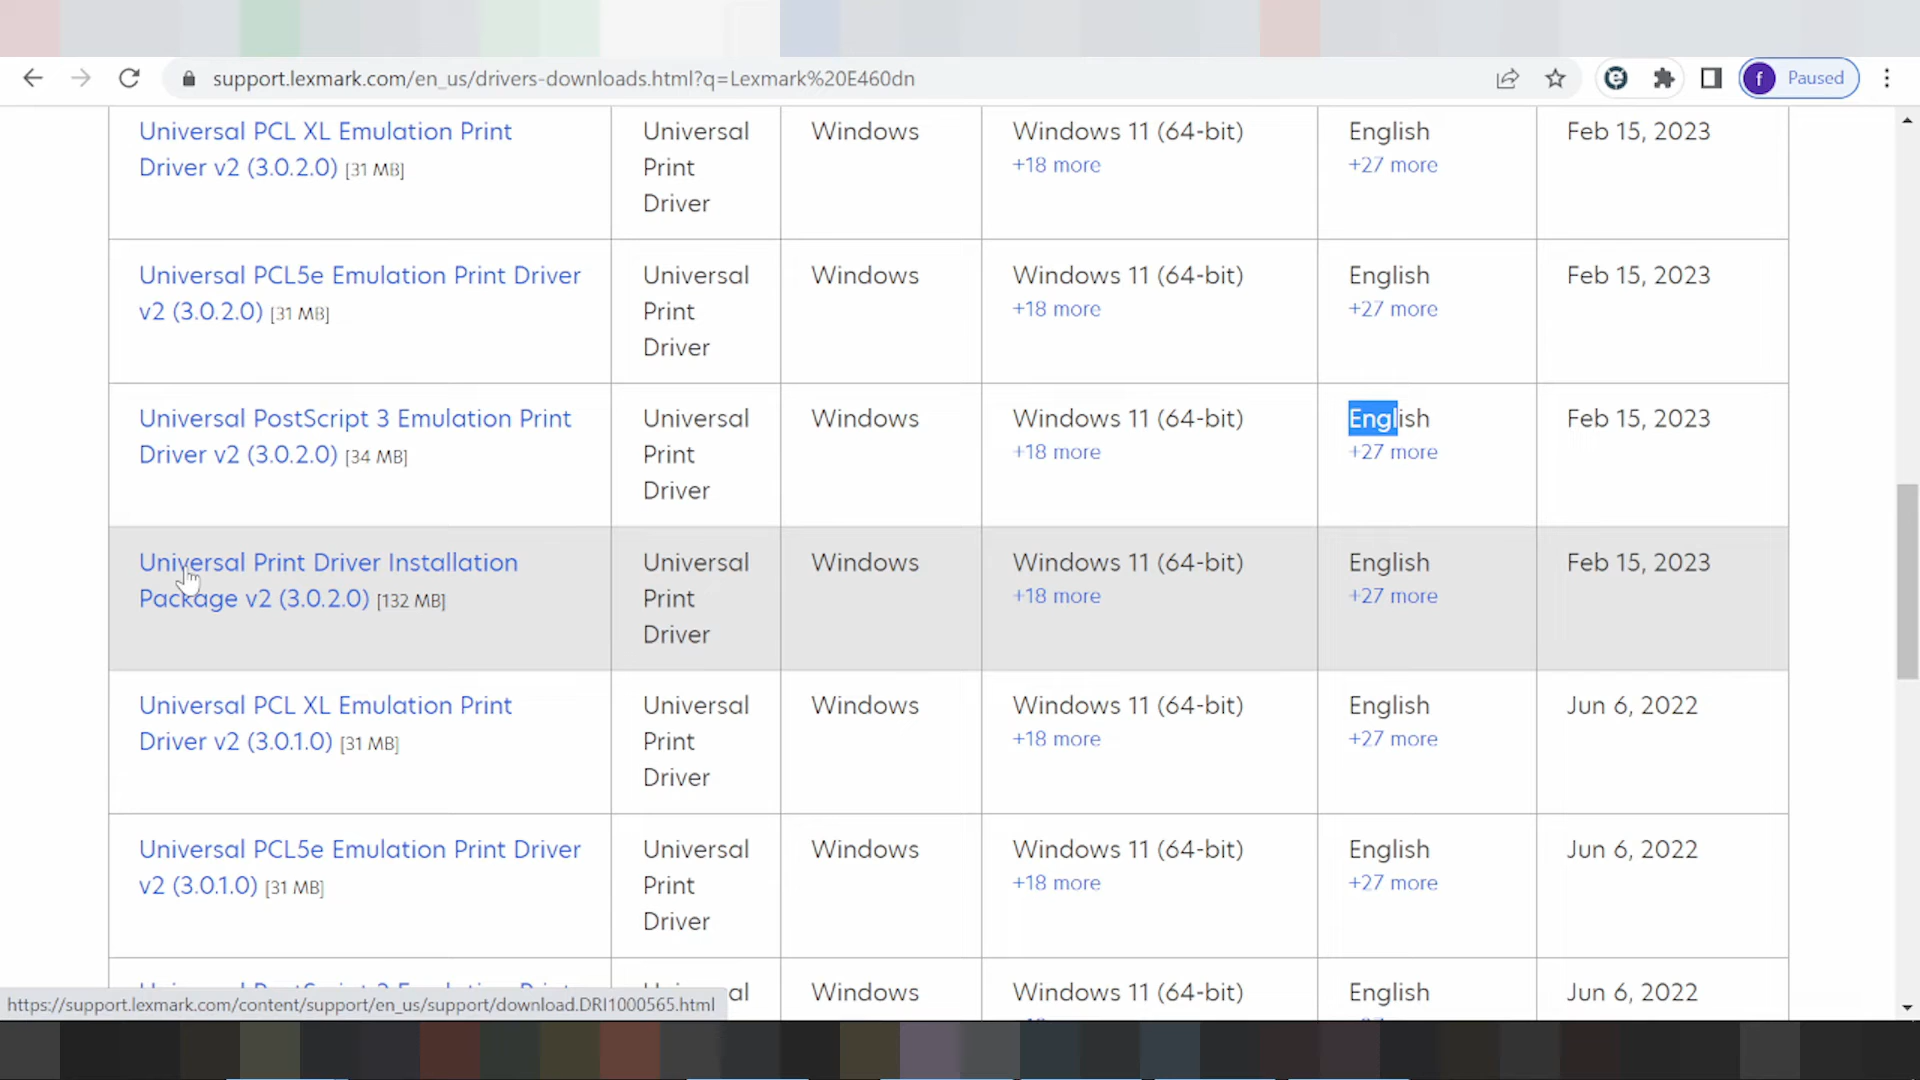 support.lexmark.com/en_us/drivers-downloads.html?q=Lexmark%20E460dn
f Paused
Universal PCL XL Emulation Print
Driver v2 (3.0.2.0) [31 MB]
Universal
Print
Driver
Windows
Windows 11 (64-bit)
+18 more
English
+27 more
Feb 15, 2023
Universal PCL5e Emulation Print Driver
v2 (3.0.2.0) [31 MB]
Universal
Print
Driver
Windows
Windows 11 (64-bit)
+18 more
English
+27 more
Feb 15, 2023
Universal PostScript 3 Emulation Print
Driver v2 (3.0.2.0) [34 MB]
Universal
Print
Driver
Windows
Windows 11 (64-bit)
+18 more
English
+27 more
Feb 15, 2023
Universal Print Driver Installation
Package v2 (3.0.2.0) [132 MB]
Universal
Print
Driver
Windows
Windows 11 (64-bit)
+18 more
English
+27 more
Feb 15, 2023
Universal PCL XL Emulation Print
Driver v2 (3.0.1.0) [31 MB]
Universal
Print
Driver
Windows
Windows 11 (64-bit)
+18 more
English
+27 more
Jun 6, 2022
Universal PCL5e Emulation Print Driver
v2 (3.0.1.0) [31 MB]
Universal
Print
Driver
Windows
Windows 11 (64-bit)
+18 more
English
+27 more
Jun 6, 2022
Windows
Windows 11 (64-bit)
English
Jun 6, 2022
https://support.lexmark.com/content/support/en_us/support/download.DRI1000565.html